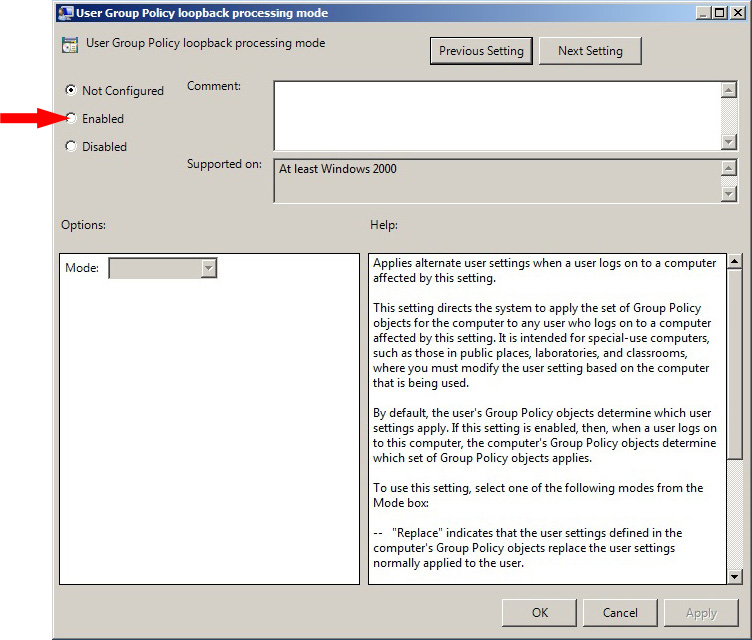 User Group Policy loopback processing mode
User Group Policy loopback processing mode
Previous Setting
Next Setting
Not Configured
Enabled
Disabled
Comment:
Supported on:
At least Windows 2000
Options:
Help:
Mode:
Applies alternate user settings when a user logs on to a computer
affected by this setting.
This setting directs the system to apply the set of Group Policy
objects for the computer to any user who logs on to a computer
affected by this setting. It is intended for special-use computers,
such as those in public places, laboratories, and classrooms,
where you must modify the user setting based on the computer
that is being used.
By default, the user's Group Policy objects determine which user
settings apply. If this setting is enabled, then, when a user logs on
to this computer, the computer's Group Policy objects determine
which set of Group Policy objects applies.
To use this setting, select one of the following modes from the
Mode box:
-- "Replace" indicates that the user settings defined in the
computer's Group Policy objects replace the user settings
normally applied to the user.
OK
Cancel
Apply